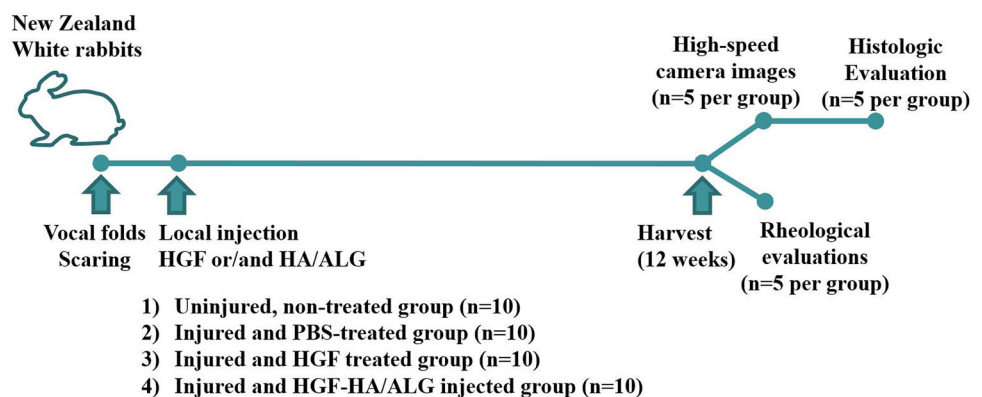 New Zealand
White rabbits
High-speed
camera images
(n=5 per group)
Histologic
Evaluation
(n=5 per group)
Vocal folds
Scaring
Local injection
HGF or/and HA/ALG
Harvest
(12 weeks)
Rheological
evaluations
(n=5 per group)
1) Uninjured, non-treated group (n=10)
2) Injured and PBS-treated group (n=10)
3) Injured and HGF treated group (n=10)
4) Injured and HGF-HA/ALG injected group (n=10)